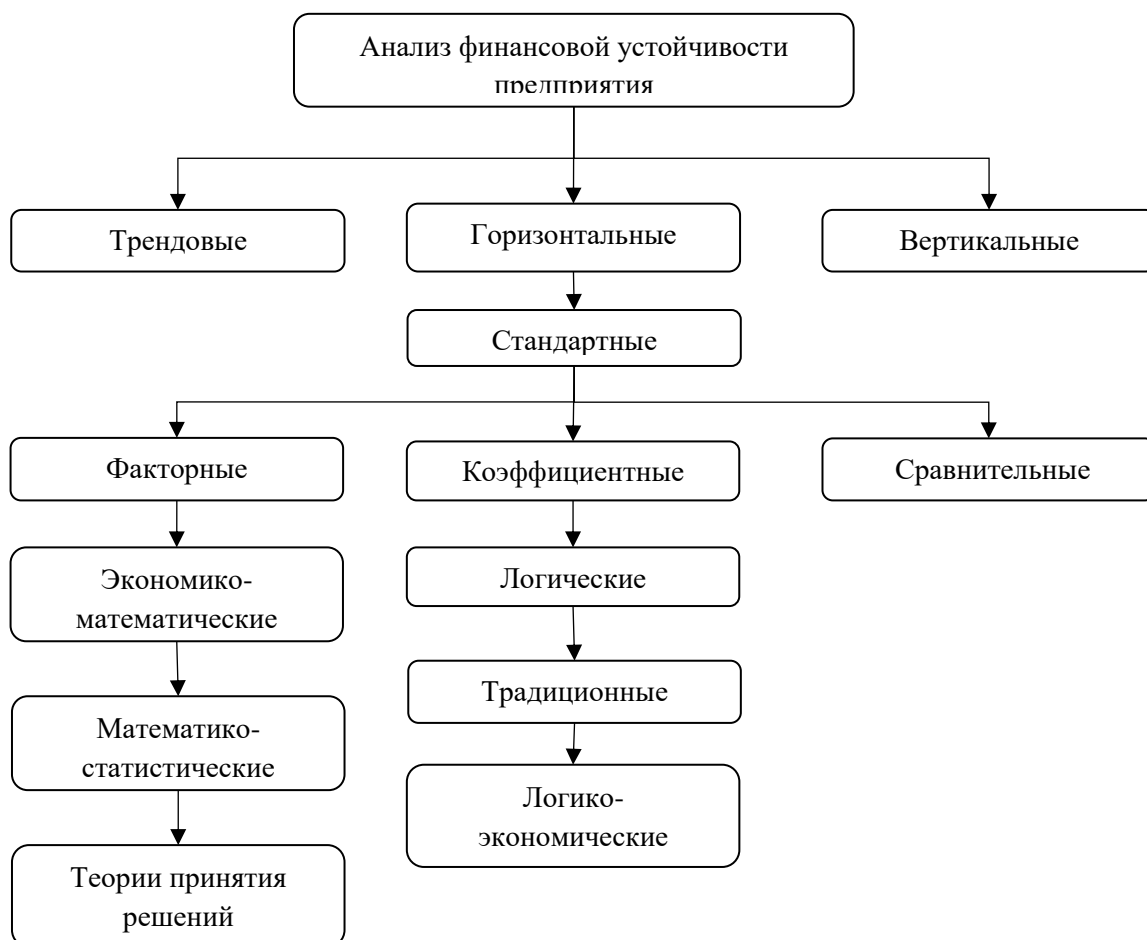 Анализ финансовой устойчивости
предприятия
Трендовые
Горизонтальные
Вертикальные
Стандартные
Факторные
Коэффициентные
Сравнительные
Экономико-
математические
Логические
Традиционные
Математико-
статистические
Логико-
экономические
Теории принятия
решений